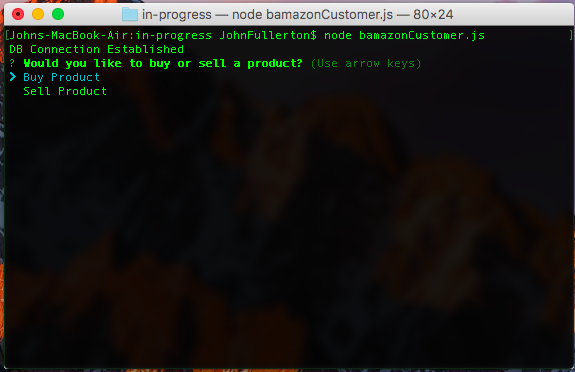 in-progress — node bamazonCustomer.js — 80×24
[Johns-MacBook-Air:in-progress JohnFullerton$ node bamazonCustomer.js ]
DB Connection Established
? Would you like to buy or sell a product? (Use arrow keys)
❯ Buy Product
Sell Product